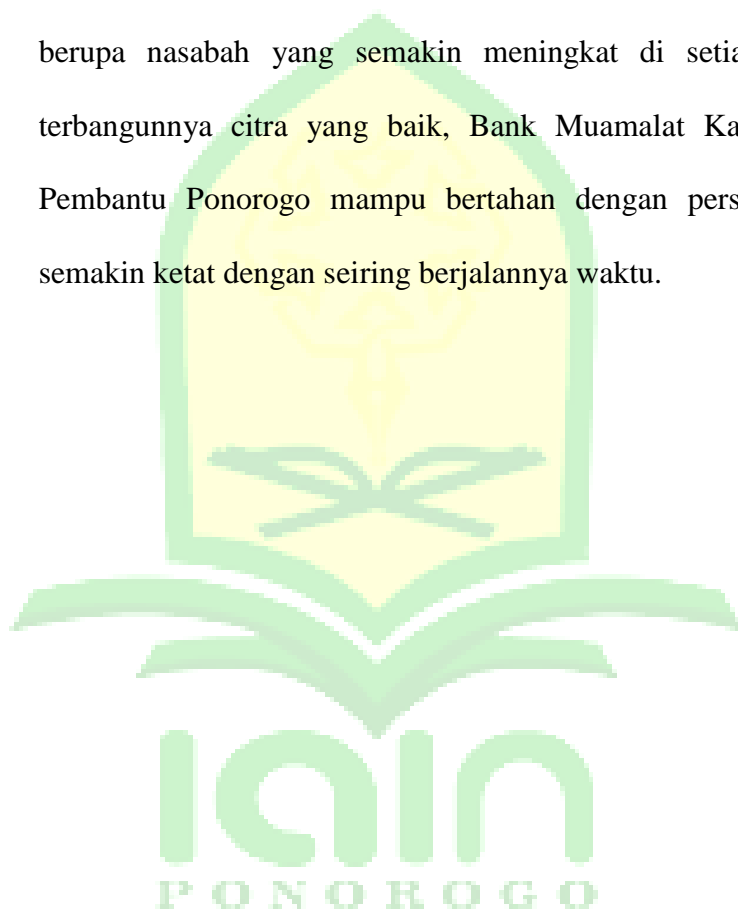 berupa nasabah yang semakin meningkat di setia
terbangunnya citra yang baik, Bank Muamalat Ka
Pembantu Ponorogo mampu bertahan dengan pers
semakin ketat dengan seiring berjalannya waktu.
iain
PONOROGO